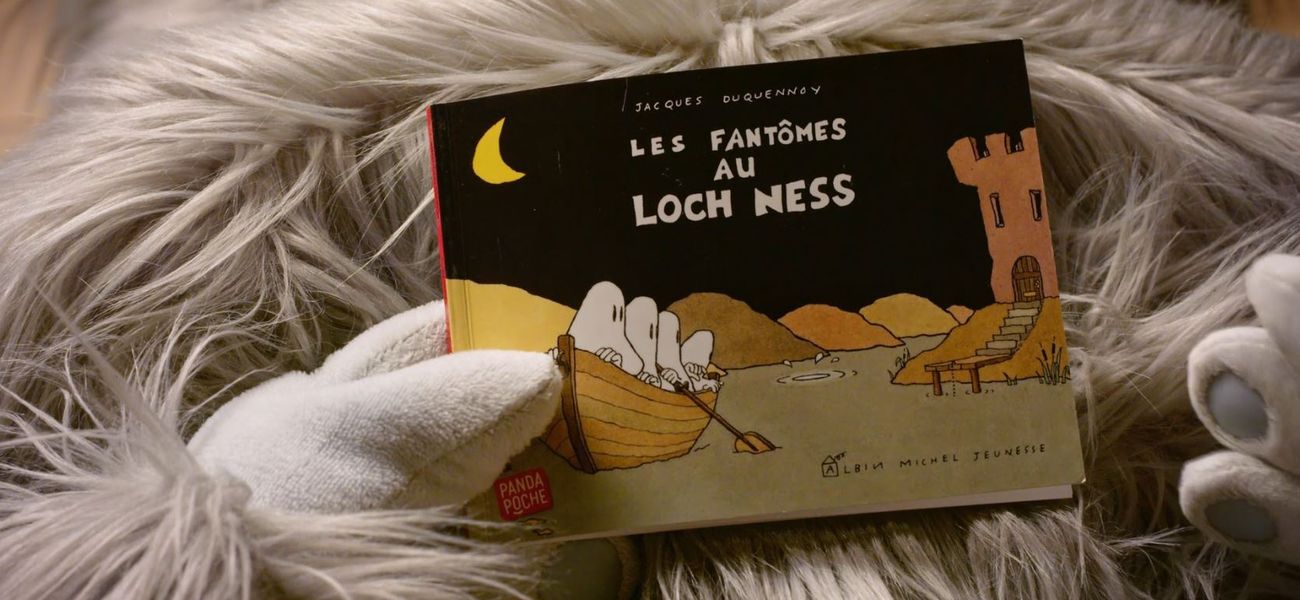 JACQUES DUQUENNOY
LES FANTÔMES
AU
LOCH NESS
ALBIN MICHEL JEUNESSE
PANDA
POCHE